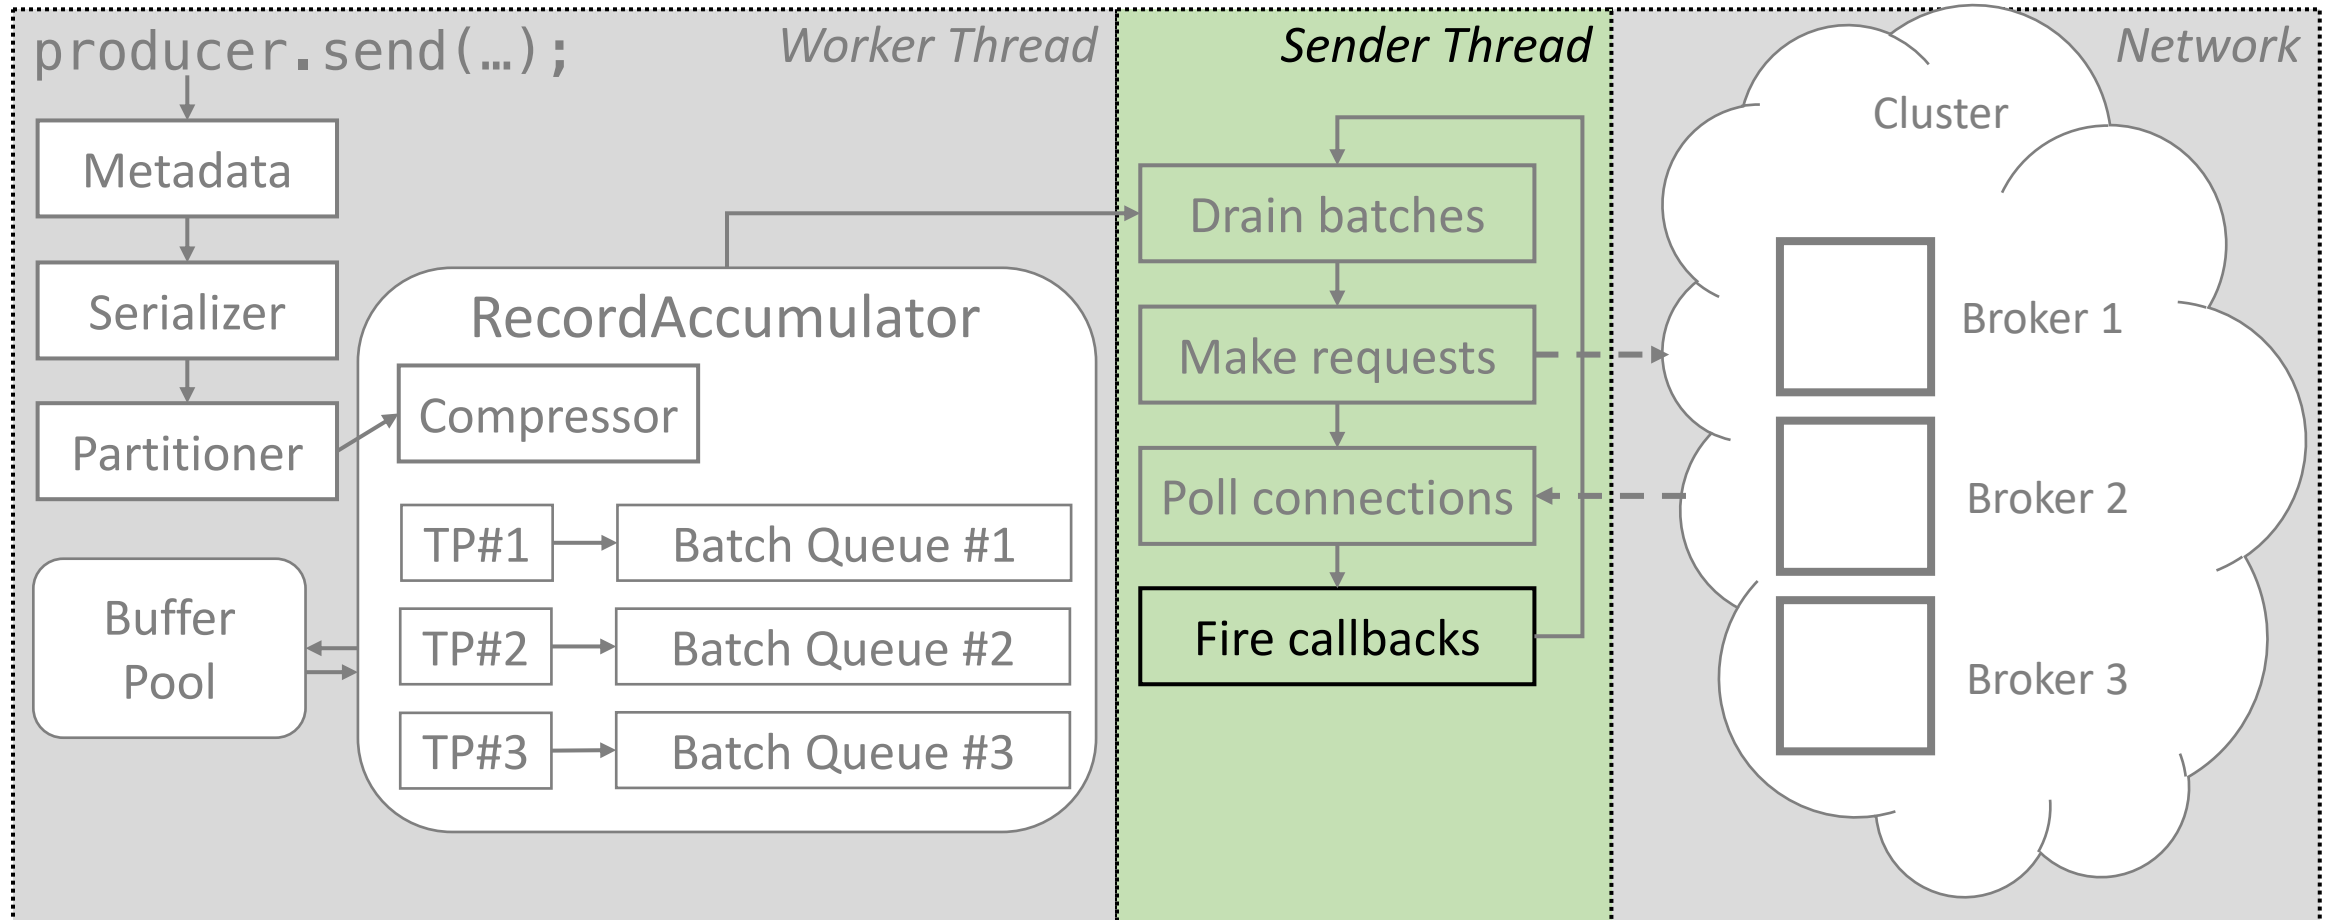 producer.send(…);
Worker Thread
Metadata
Serializer
Partitioner
Buffer
Pool
RecordAccumulator
Compressor
TP#1
Batch Queue #1
TP#2
Batch Queue #2
TP#3
Batch Queue #3
Sender Thread
Drain batches
Make requests
Poll connections
Fire callbacks
Network
Cluster
Broker 1
Broker 2
Broker 3